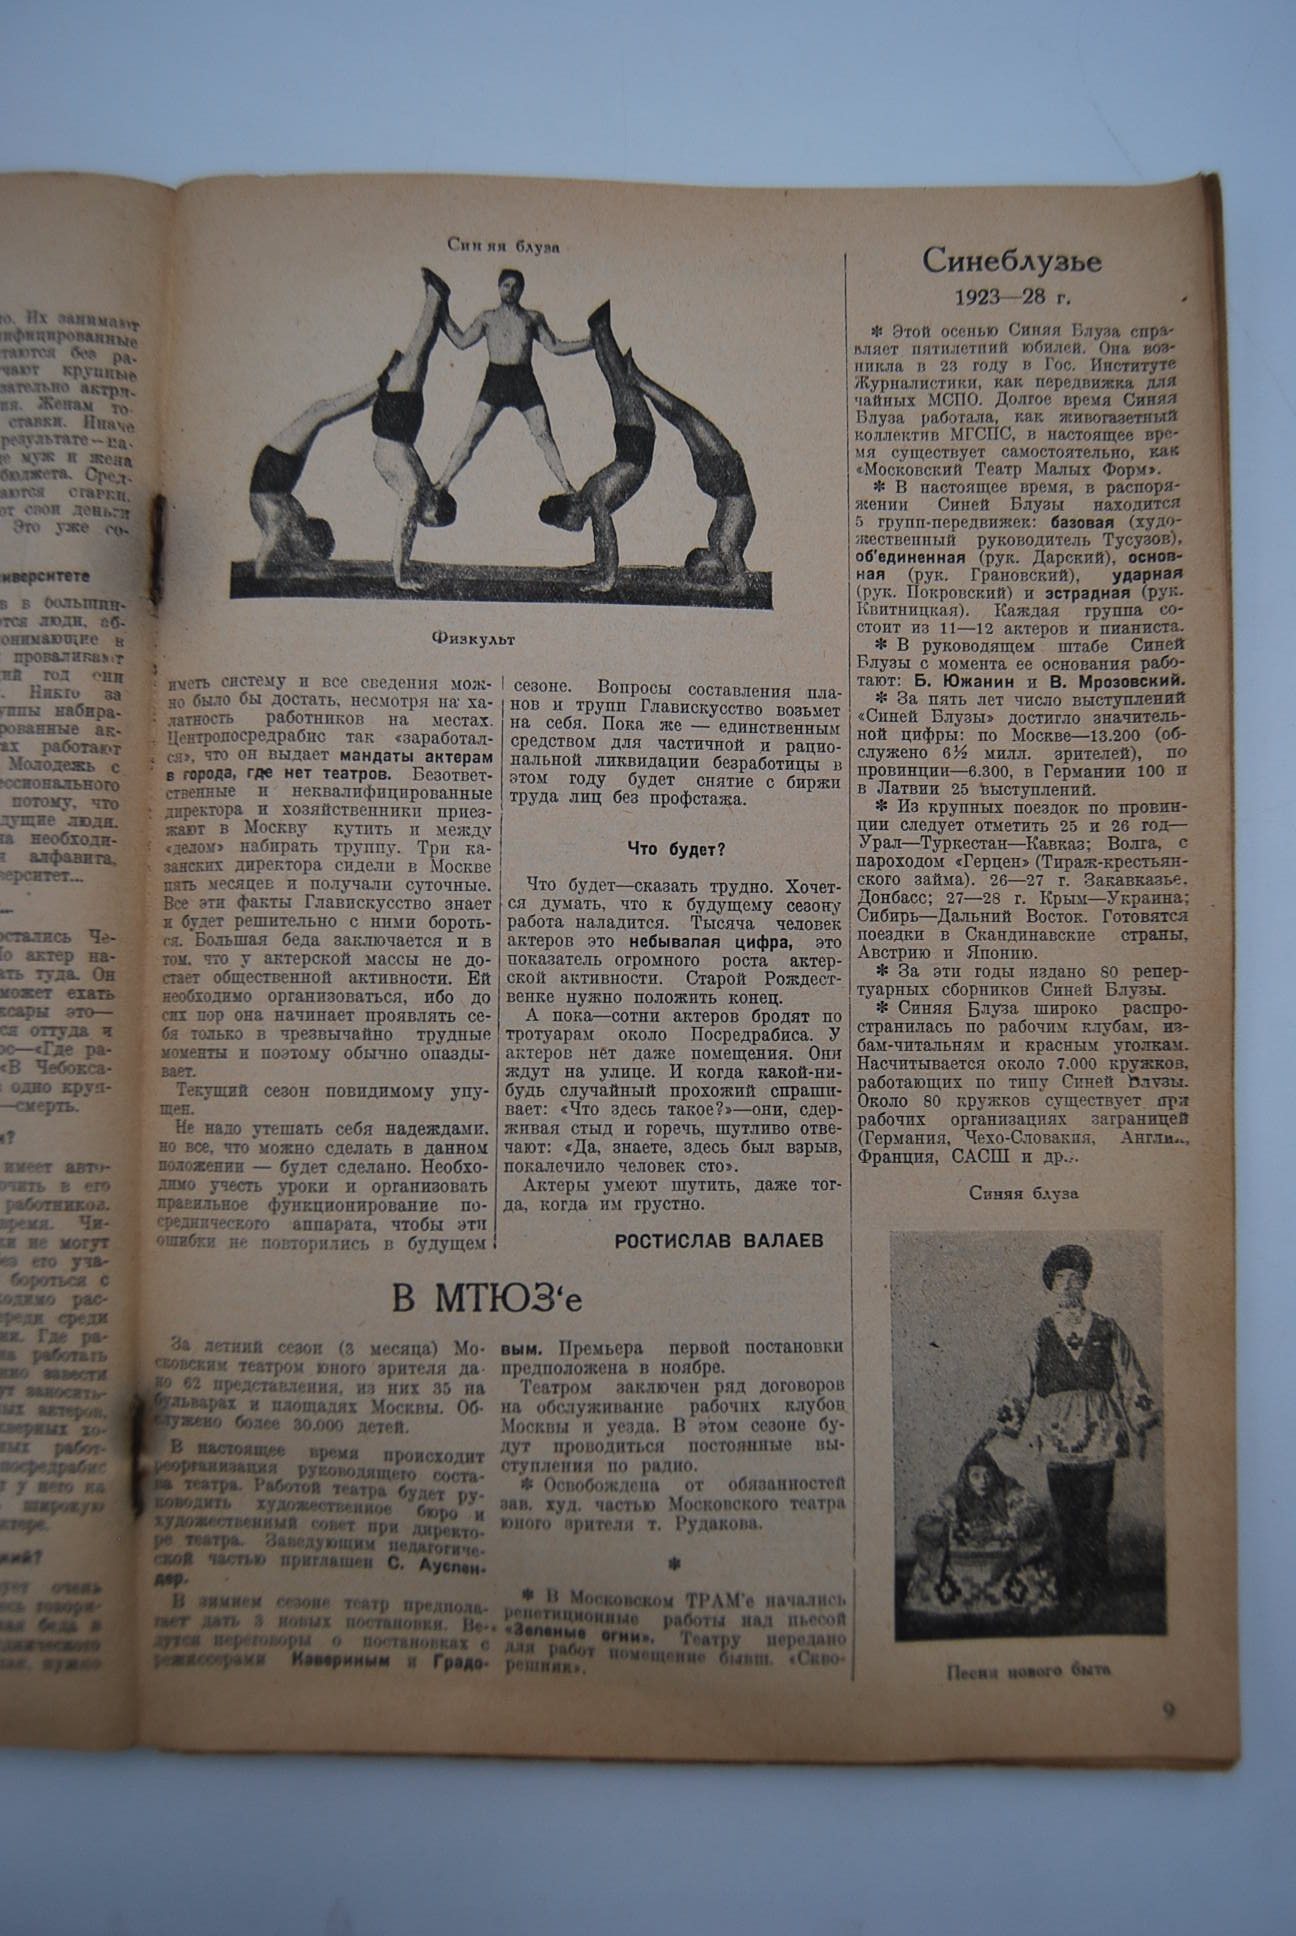 Синяя блуза
Физкульт
иметь систему и все сведения мож-
но было бы достать, несмотря на ха-
латность работников на местах.
Центропосредрабис так «заработал-
ся», что он выдает мандаты актерам
в города, где нет театров. Безответ-
ственные и неквалифицированные
директора и хозяйственники приез-
жают в Москву кутить и между
«делом» набирать труппу. Три ка-
занских директора сидели в Москве
пять месяцев и получали суточные.
Все эти факты Главискусство знает
и будет решительно с ними бороть-
ся. Большая беда заключается и в
том, что у актерской массы не до-
стает общественной активности. Ей
необходимо организоваться, ибо до
сих пор она начинает проявлять се-
бя только в чрезвычайно трудные
моменты и поэтому обычно опазды-
вает.
Текущий сезон повидимому упу-
щен.
Не надо утешать себя надеждами,
но все, что можно сделать в данном
положении — будет сделано. Необхо-
димо учесть уроки и организовать
правильное функционирование по-
среднического аппарата, чтобы эти
ошибки не повторились в будущем
сезоне. Вопросы составления пла-
нов и трупп Главискусство возьмет
на себя. Пока же — единственным
средством для частичной и рацио-
нальной ликвидации безработицы в
этом году будет снятие с биржи
труда лиц без профстажа.
Что будет?
Что будет—сказать трудно. Хочет-
ся думать, что к будущему сезону
работа наладится. Тысяча человек
актеров это небывалая цифра, это
показатель огромного роста актер-
ской активности. Старой Рождест-
венке нужно положить конец.
А пока—сотни актеров бродят по
тротуарам около Посредрабиса. У
актеров нет даже помещения. Они
ждут на улице. И когда какой-ни-
будь случайный прохожий спраши-
вает: «Что здесь такое?»—они, сдер-
живая стыд и горечь, шутливо отве-
чают: «Да, знаете, здесь был взрыв,
покалечило человек сто».
Актеры умеют шутить, даже тог-
да, когда им грустно.
РОСТИСЛАВ ВАЛАЕВ
В МТЮЗ'е
За летний сезон (3 месяца) Мо-
сковским театром юного зрителя да-
но 62 представления, из них 35 на
бульварах и площадях Москвы. Об-
служено более 30.000 детей.
В настоящее время происходит
реорганизация руководящего соста-
ва театра. Работой театра будет ру-
ководить художественное бюро и
художественный совет при директо-
ре театра. Заведующим педагогиче-
ской частью приглашен С. Ауслен-
дер.
В зимнем сезоне театр предпола-
гает дать 3 новых постановки. Ве-
дутся переговоры о постановках с
режиссерами Кавериным и Градо-
вым. Премьера первой постановки
предположена в ноябре.
Театром заключен ряд договоров
на обслуживание рабочих клубов
Москвы и уезда. В этом сезоне бу-
дут проводиться постоянные вы-
ступления по радио.
* Освобождена от обязанностей
зав. худ. частью Московского театра
юного зрителя т. Рудакова.
*
* В Московском ТРАМ'е начались
репетиционные работы над пьесой
«Зеленые огни». Театру передано
для работ помещение бывш. «Скво-
решник».
Синеблузье
1923—28 г.
* Этой осенью Синяя Блуза спра-
вляет пятилетний юбилей. Она воз-
никла в 23 году в Гос. Институте
Журналистики, как передвижка для
чайных МСПО. Долгое время Синяя
Блуза работала, как живогазетный
коллектив МГСПС, в настоящее вре-
мя существует самостоятельно, как
«Московский Театр Малых Форм».
* В настоящее время, в распоря-
жении Синей Блузы находится
5 групп-передвижек: базовая (худо-
жественный руководитель Тусузов),
об'единенная (рук. Дарский), основ-
ная (рук. Грановский), ударная
(рук. Покровский) и эстрадная (рук.
Квитницкая). Каждая группа со-
стоит из 11—12 актеров и пианиста.
* В руководящем штабе Синей
Блузы с момента ее основания рабо-
тают: Б. Южанин и В. Мрозовский.
* За пять лет число выступлений
«Синей Блузы» достигло значитель-
ной цифры: по Москве—13.200 (об-
служено 6½ милл. зрителей), по
провинции—6.300, в Германии 100 и
в Латвии 25 выступлений.
* Из крупных поездок по провин-
ции следует отметить 25 и 26 год—
Урал—Туркестан—Кавказ; Волга, с
пароходом «Герцен» (Тираж-крестьян-
ского займа). 26—27 г. Закавказье,
Донбасс; 27—28 г. Крым—Украина;
Сибирь—Дальний Восток. Готовятся
поездки в Скандинавские страны,
Австрию и Японию.
* За эти годы издано 80 репер-
туарных сборников Синей Блузы.
* Синяя Блуза широко распро-
странилась по рабочим клубам, из-
бам-читальням и красным уголкам.
Насчитывается около 7.000 кружков,
работающих по типу Синей Блузы.
Около 80 кружков существует при
рабочих организациях заграницей
(Германия, Чехо-Словакия, Англия,
Франция, САСШ и др..
Синяя блуза
Песня нового быта
9